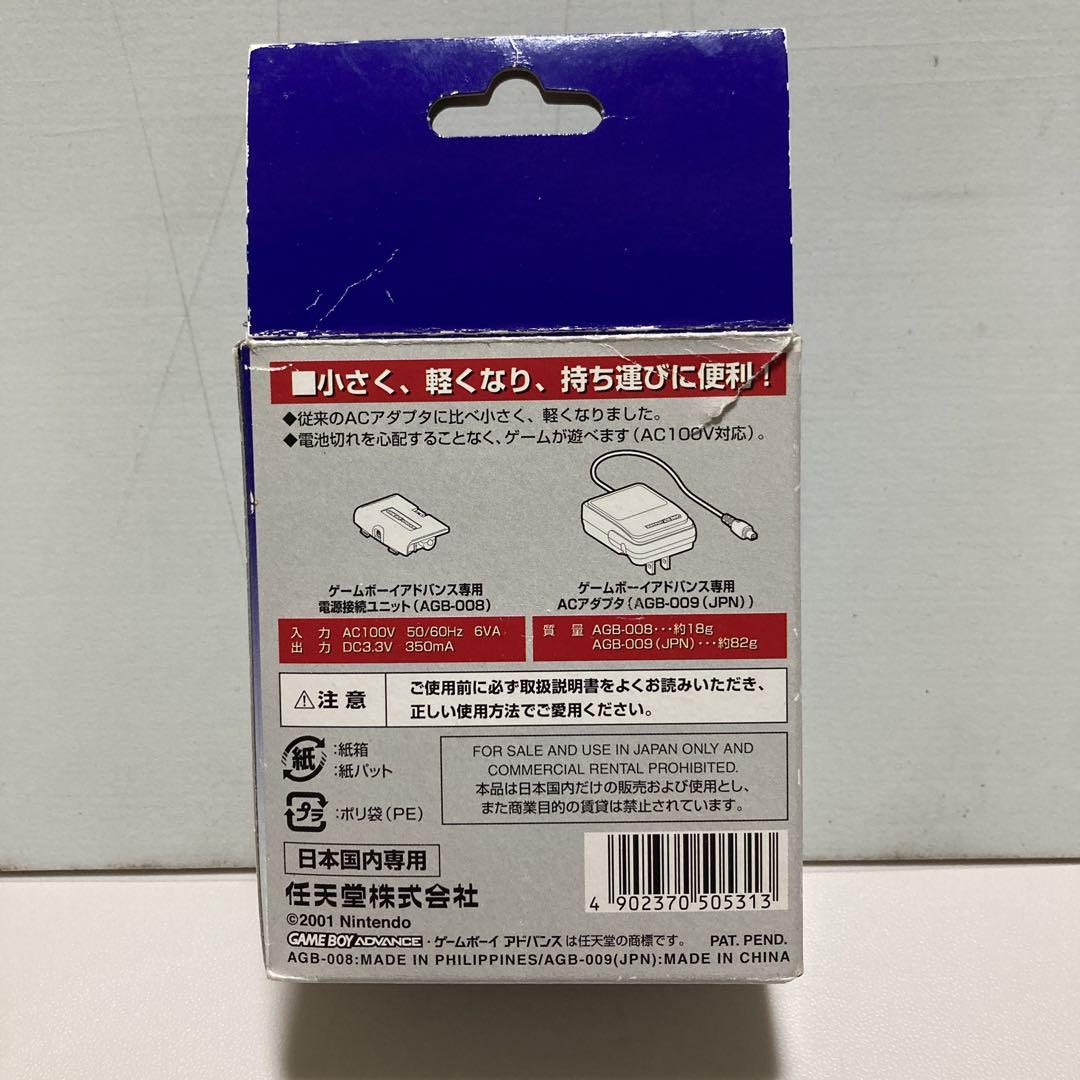 ■小さく、軽くなり、持ち運びに便利!
◆従来のACアダプタに比べ小さく、軽くなりました。
◆電池切れを心配することなく、ゲームが遊べます(AC100V対応)。
ゲームボーイアドバンス専用
電源接続ユニット(AGB-008)
ゲームボーイアドバンス専用
ACアダプタ(AGB-009(JPN))
入 力 AC100V 50/60Hz 6VA
出 力 DC3.3V 350mA
質 量 AGB-008・・・約18g
AGB-009(JPN)・・・約82g
⚠注意
ご使用前に必ず取扱説明書をよくお読みいただき、
正しい使用方法でご愛用ください。
紙 :紙箱
:紙パット
プラ :ポリ袋(PE)
FOR SALE AND USE IN JAPAN ONLY AND
COMMERCIAL RENTAL PROHIBITED.
本品は日本国内だけの販売および使用とし、
また商業目的の賃貸は禁止されています。
日本国内専用
任天堂株式会社
©2001 Nintendo
4 902370 505313
GAME BOY ADVANCE・ゲームボーイ アドバンス は任天堂の商標です。 PAT. PEND.
AGB-008:MADE IN PHILIPPINES/AGB-009(JPN):MADE IN CHINA